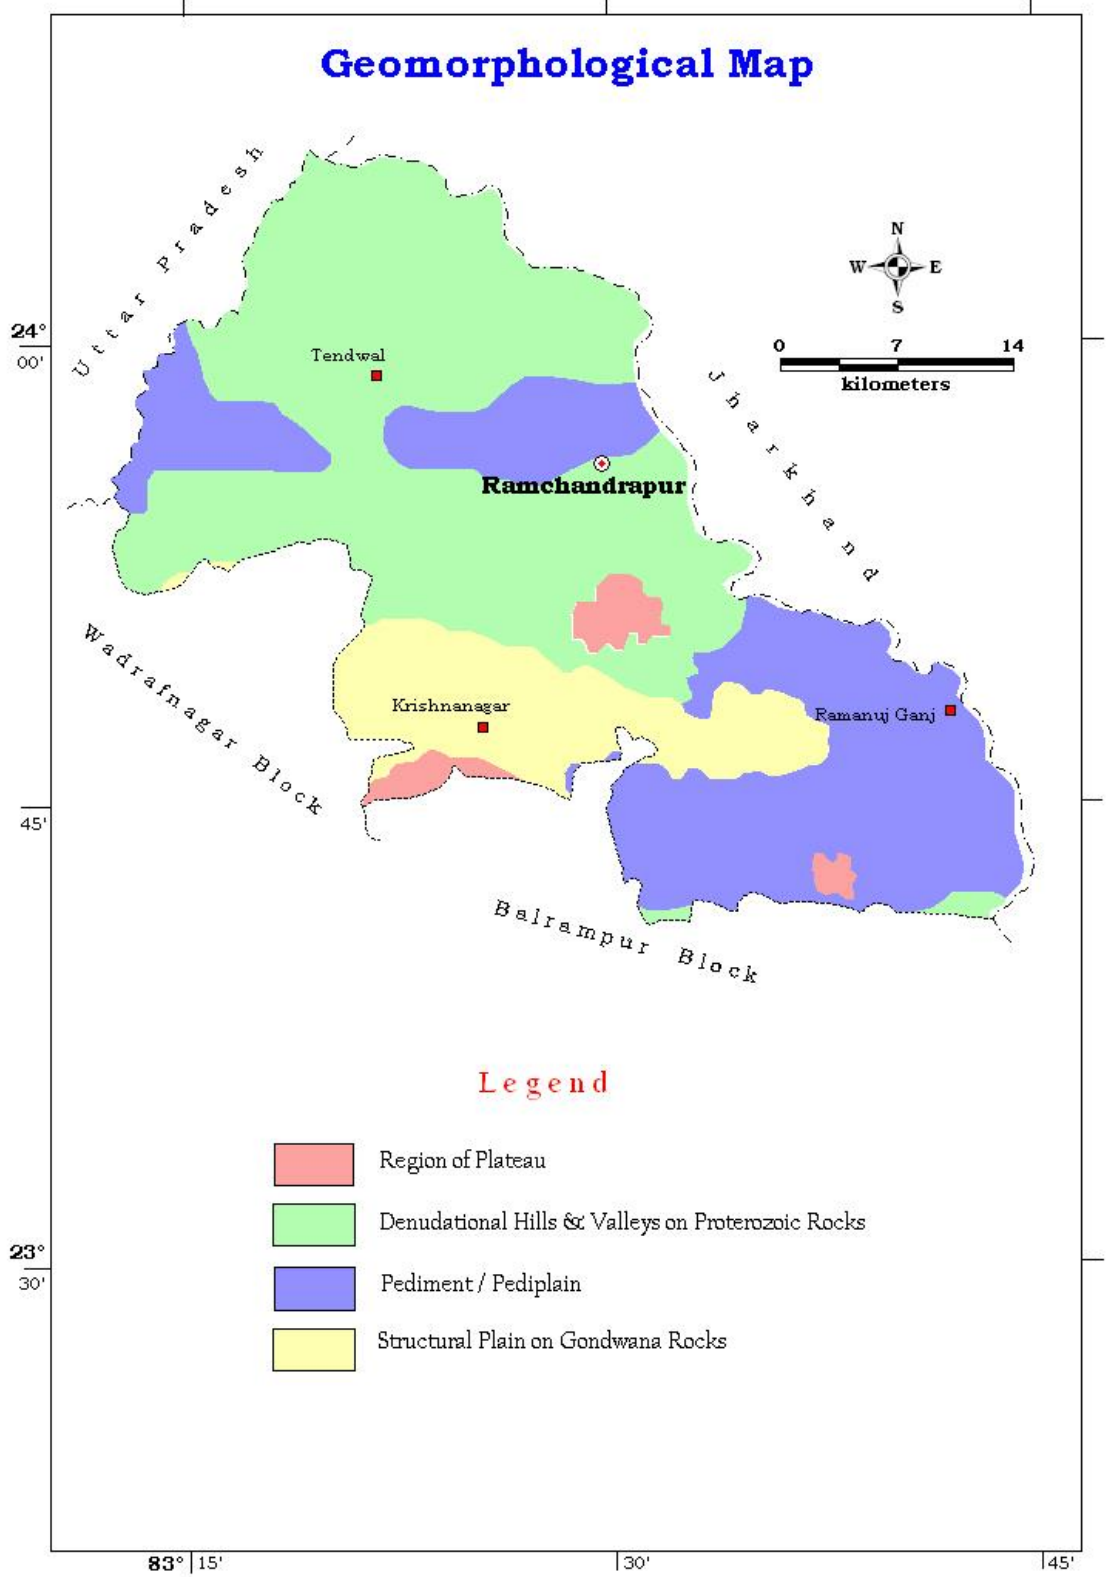 Geomorphological Map
Uttar Pradesh
N
W E
S
24°
00'
Tendwal
0 7 14
kilometers
Jharkhand
Ramchandrapur
Wadrafnagar Block
Krishnanagar
Ramanuj Ganj
45'
Balrampur Block
Legend
Region of Plateau
Denudational Hills & Valleys on Proterozoic Rocks
23°
30'
Pediment / Pediplain
Structural Plain on Gondwana Rocks
83° 15' 30' 45'